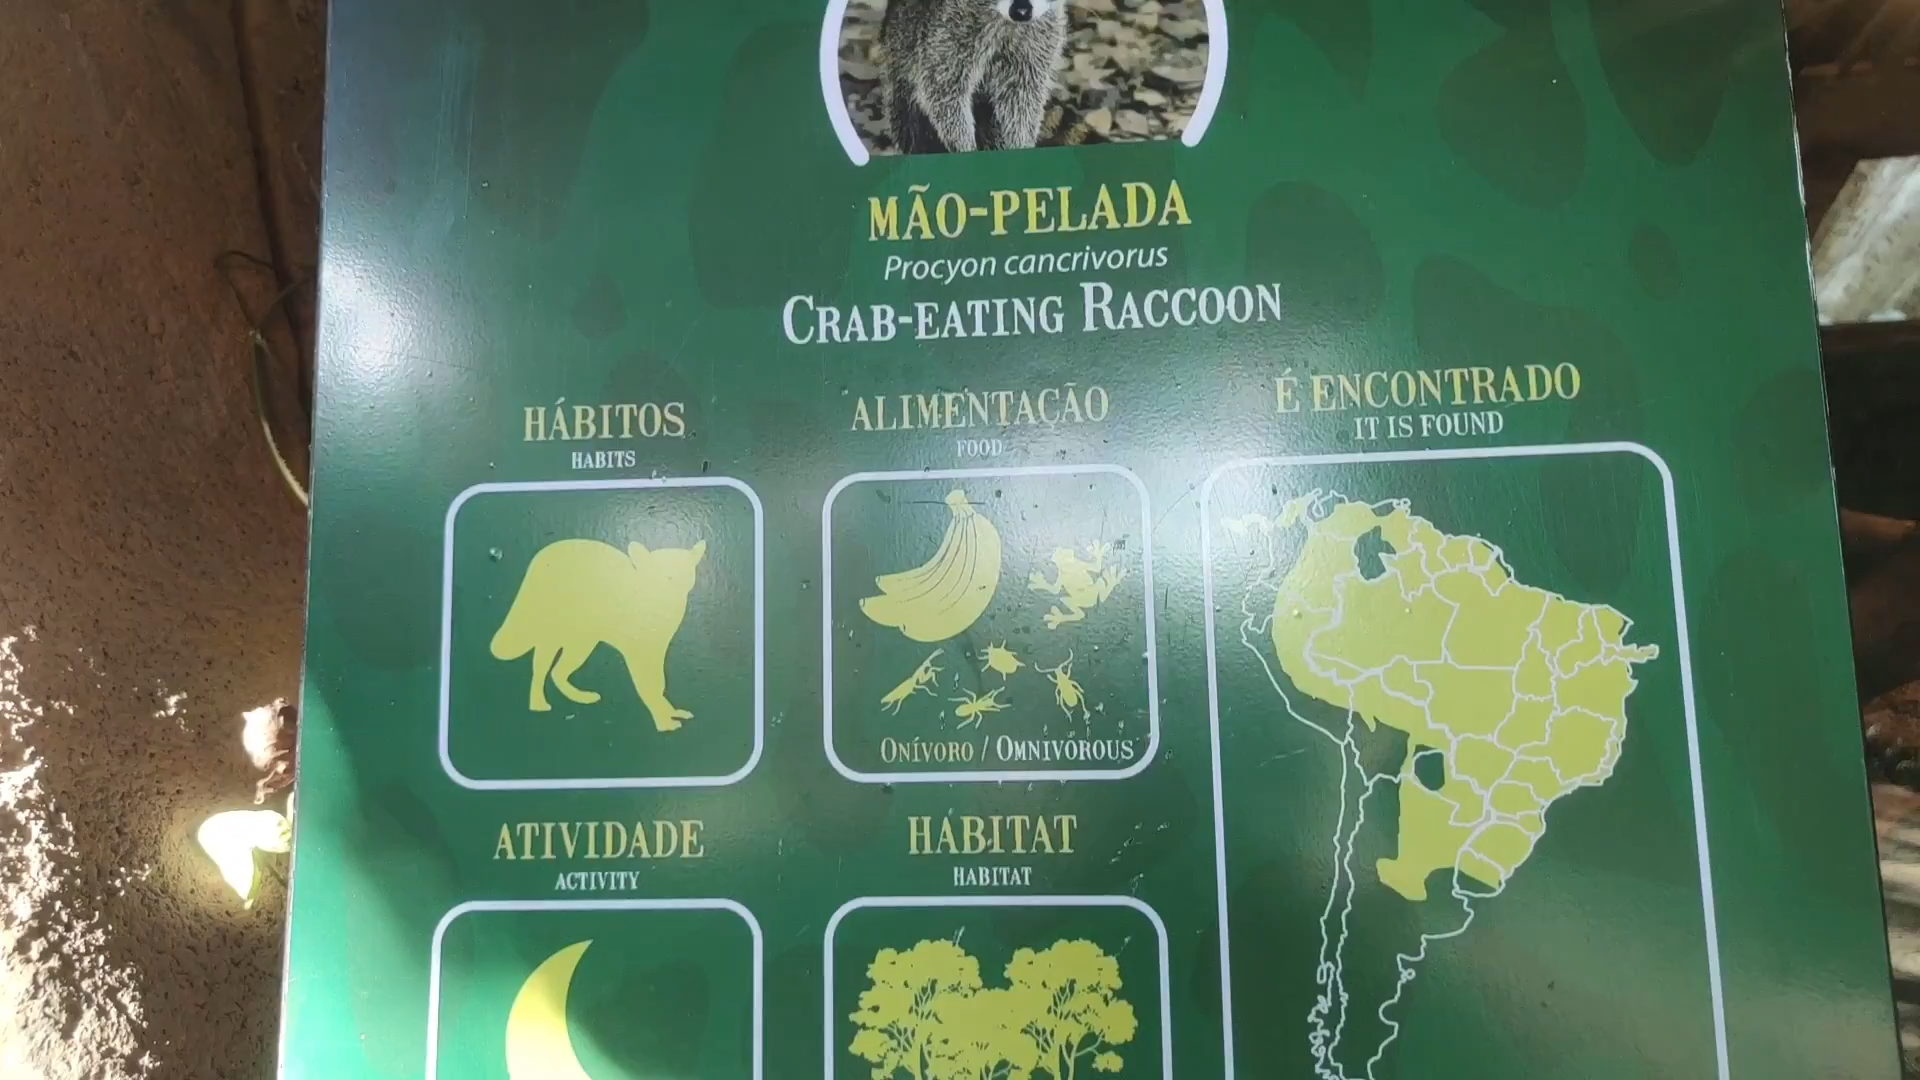 MÃO-PELADA
Procyon cancrivorus
CRAB-EATING RACCOON
HÁBITOS
HABITS
ALIMENTAÇÃO
FOOD
ONÍVORO / OMNIVOROUS
É ENCONTRADO
IT IS FOUND
ATIVIDADE
ACTIVITY
HÁBITAT
HABITAT